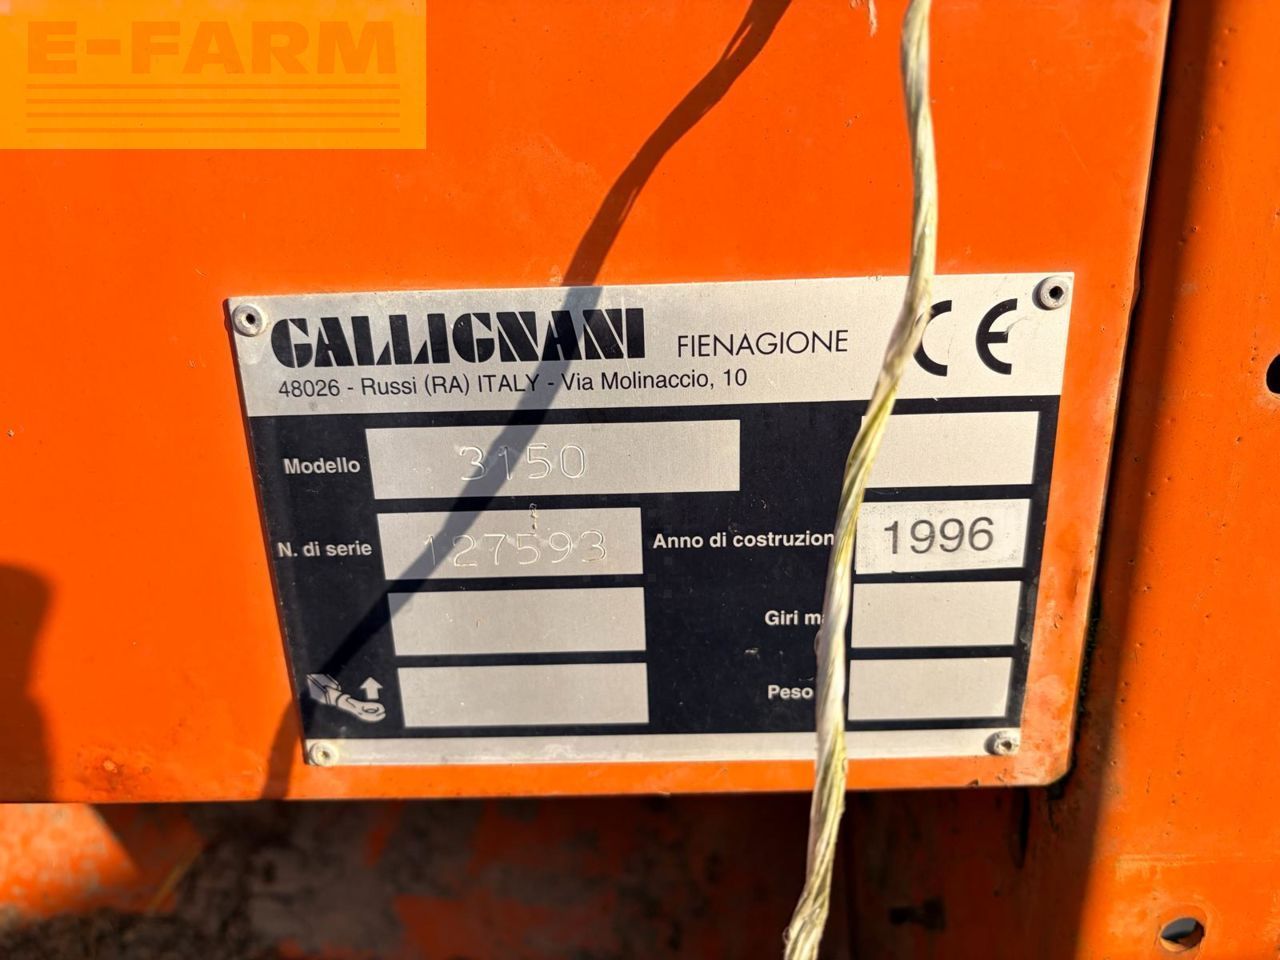 E-FARM
GALLIGNANI FIENAGIONE CE
48026 - Russi (RA) ITALY - Via Molinaccio, 10
Modello 3150
N. di serie 127593 Anno di costruzion 1996
Giri ma
Peso